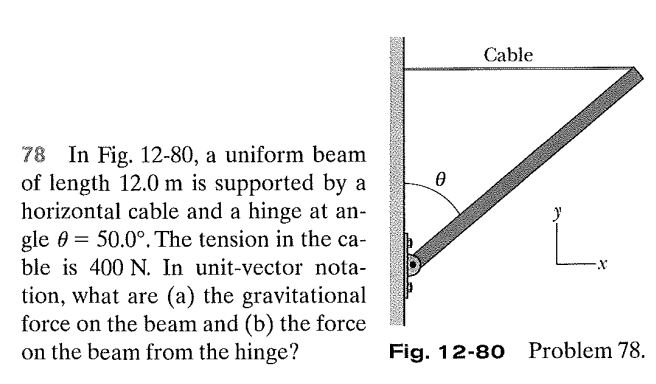 Cable
78 In Fig. 12-80, a uniform beam
of length 12.0 m is supported by a
horizontal cable and a hinge at an-
gle θ = 50.0°. The tension in the ca-
ble is 400 N. In unit-vector nota-
tion, what are (a) the gravitational
force on the beam and (b) the force
on the beam from the hinge?
θ
y
x
Fig. 12-80 Problem 78.